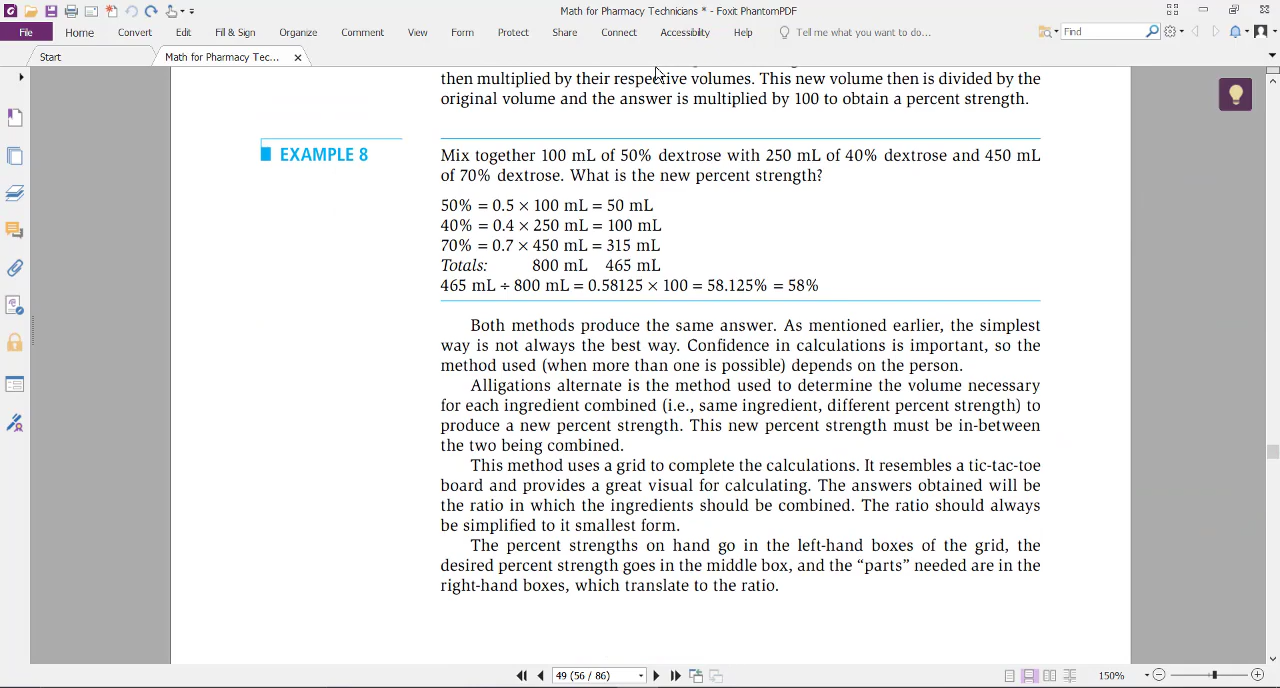 Math for Pharmacy Technicians * - Foxit PhantomPDF
File Home Convert Edit Fill & Sign Organize Comment View Form Protect Share Connect Accessibility Help Tell me what you want to do... Find
Start Math for Pharmacy Tec...
then multiplied by their respective volumes. This new volume then is divided by the
original volume and the answer is multiplied by 100 to obtain a percent strength.
EXAMPLE 8
Mix together 100 mL of 50% dextrose with 250 mL of 40% dextrose and 450 mL
of 70% dextrose. What is the new percent strength?
50% = 0.5 × 100 mL = 50 mL
40% = 0.4 × 250 mL = 100 mL
70% = 0.7 × 450 mL = 315 mL
Totals: 800 mL 465 mL
465 mL ÷ 800 mL = 0.58125 × 100 = 58.125% = 58%
Both methods produce the same answer. As mentioned earlier, the simplest
way is not always the best way. Confidence in calculations is important, so the
method used (when more than one is possible) depends on the person.
Alligations alternate is the method used to determine the volume necessary
for each ingredient combined (i.e., same ingredient, different percent strength) to
produce a new percent strength. This new percent strength must be in-between
the two being combined.
This method uses a grid to complete the calculations. It resembles a tic-tac-toe
board and provides a great visual for calculating. The answers obtained will be
the ratio in which the ingredients should be combined. The ratio should always
be simplified to it smallest form.
The percent strengths on hand go in the left-hand boxes of the grid, the
desired percent strength goes in the middle box, and the “parts” needed are in the
right-hand boxes, which translate to the ratio.
49 (56 / 86) 150%